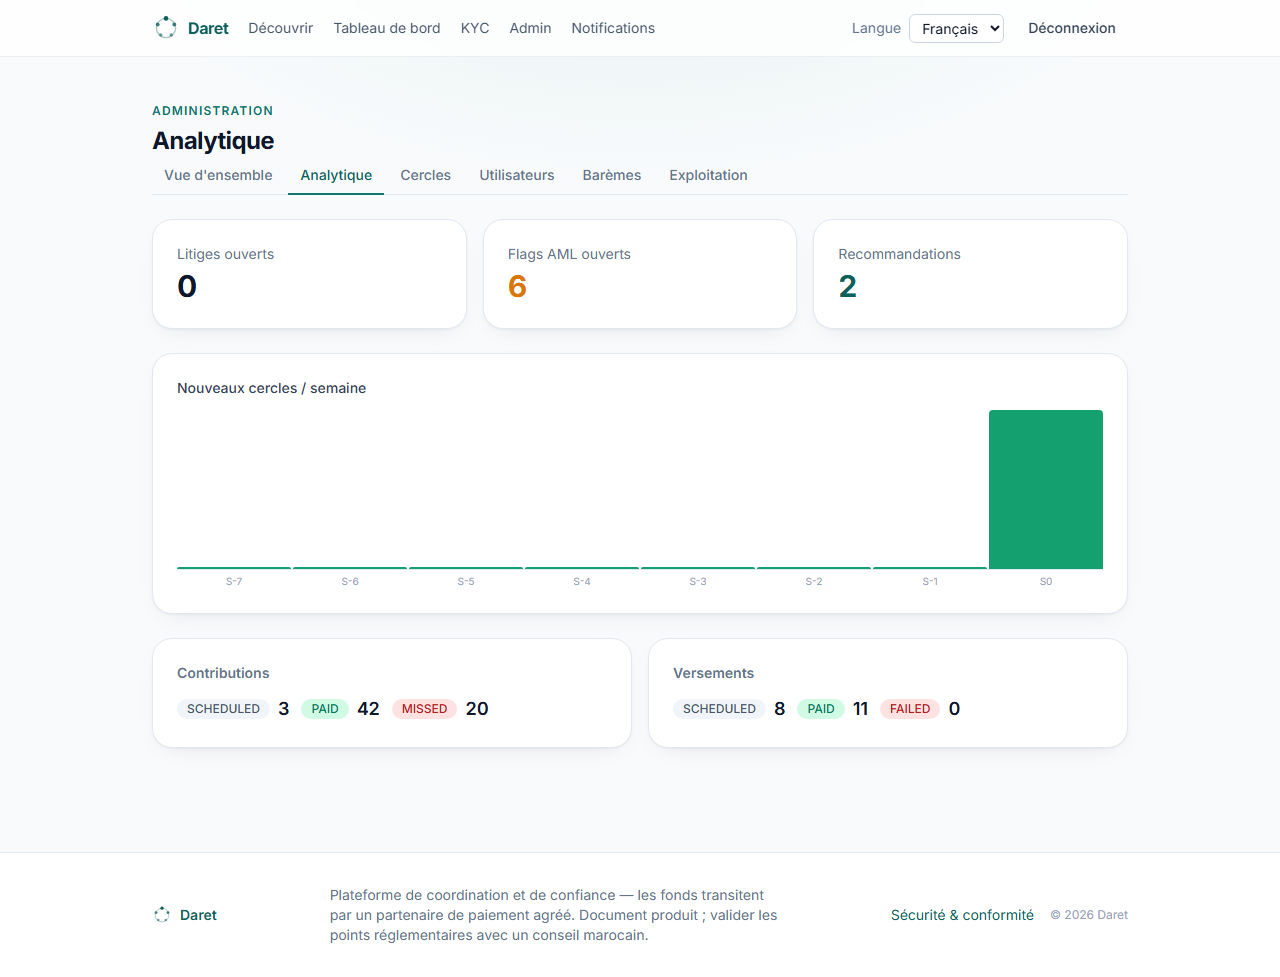 Daret Découvrir Tableau de bord KYC Admin Notifications Langue Français Déconnexion
ADMINISTRATION
Analytique
Vue d'ensemble Analytique Cercles Utilisateurs Barèmes Exploitation
Litiges ouverts
0
Flags AML ouverts
6
Recommandations
2
Nouveaux cercles / semaine
S-7 S-6 S-5 S-4 S-3 S-2 S-1 S0
Contributions
SCHEDULED 3 PAID 42 MISSED 20
Versements
SCHEDULED 8 PAID 11 FAILED 0
Daret
Plateforme de coordination et de confiance — les fonds transitent
par un partenaire de paiement agréé. Document produit ; valider les
points réglementaires avec un conseil marocain.
Sécurité & conformité © 2026 Daret